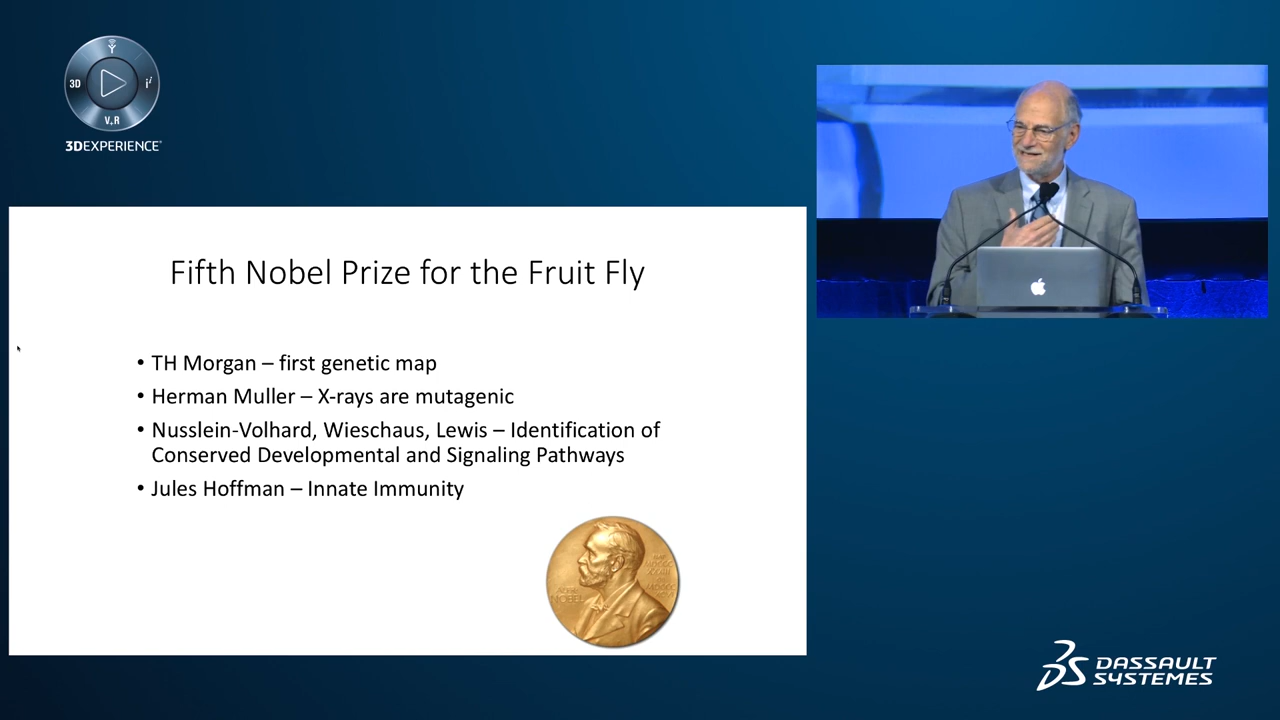 3D
i
V,R
3DEXPERIENCE
Fifth Nobel Prize for the Fruit Fly
• TH Morgan – first genetic map
• Herman Muller – X-rays are mutagenic
• Nusslein-Volhard, Wieschaus, Lewis – Identification of
Conserved Developmental and Signaling Pathways
• Jules Hoffman – Innate Immunity
DASSAULT
SYSTEMES